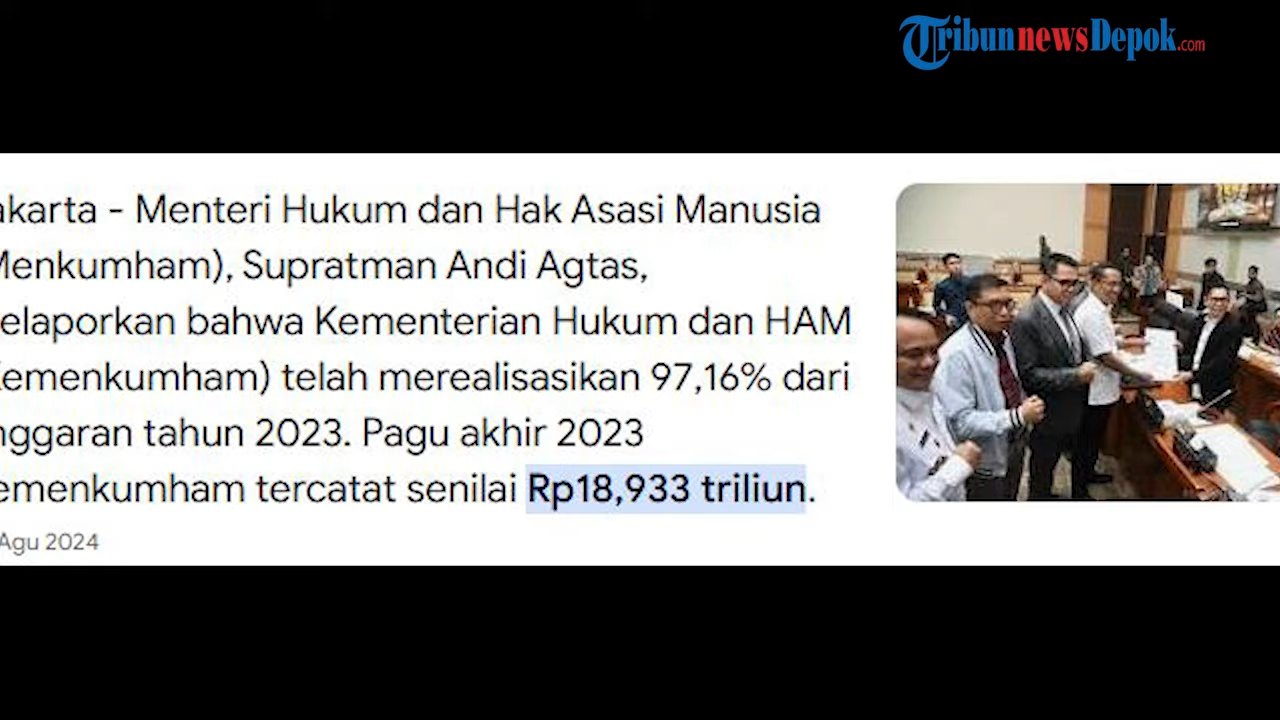 TribunnewsDepok.com
akarta - Menteri Hukum dan Hak Asasi Manusia
Menkumham), Supratman Andi Agtas,
elaporkan bahwa Kementerian Hukum dan HAM
Kemenkumham) telah merealisasikan 97,16% dari
nggaran tahun 2023. Pagu akhir 2023
emenkumham tercatat senilai Rp18,933 triliun.
Agu 2024